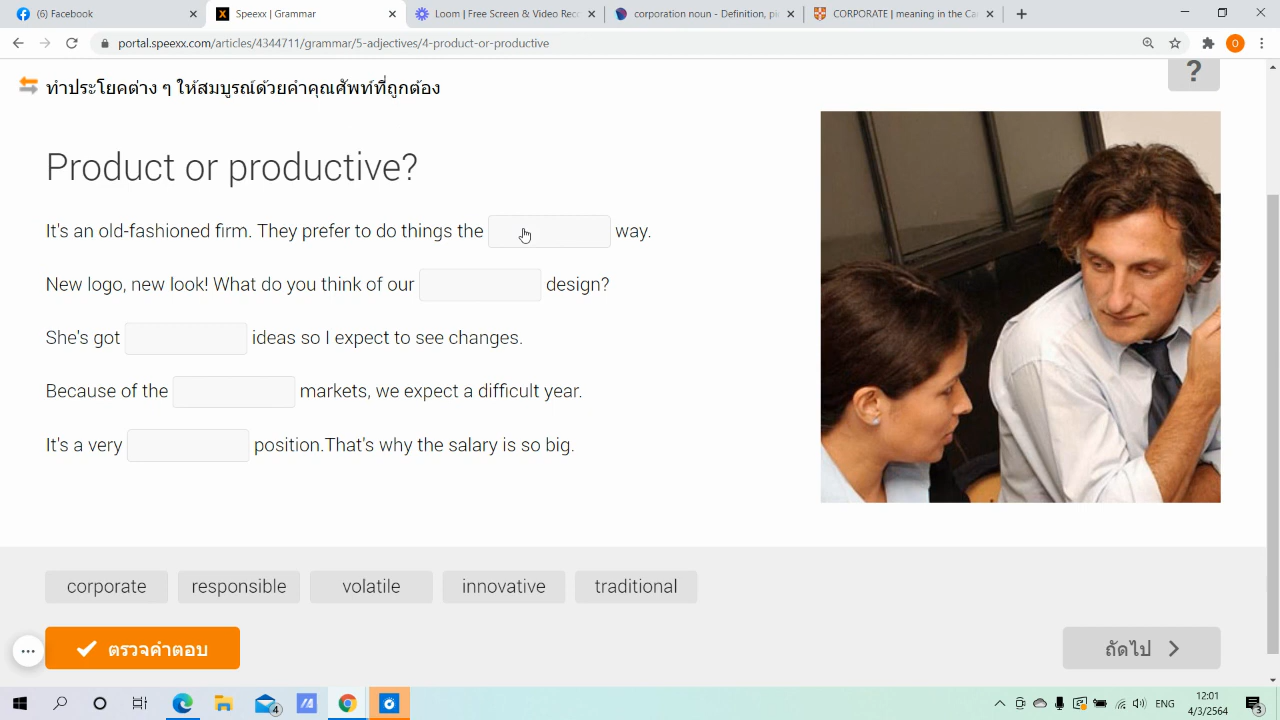 (6) Facebook
Speexx | Grammar
Loom | Free Screen & Video Rec
corporation noun - Definition, pi
CORPORATE | meaning in the Ca
portal.speexx.com/articles/4344711/grammar/5-adjectives/4-product-or-productive
O
ทำประโยคต่าง ๆ ให้สมบูรณ์ด้วยคำคุณศัพท์ที่ถูกต้อง
?
Product or productive?
It's an old-fashioned firm. They prefer to do things the way.
New logo, new look! What do you think of our design?
She's got ideas so I expect to see changes.
Because of the markets, we expect a difficult year.
It's a very position.That's why the salary is so big.
corporate responsible volatile innovative traditional
ตรวจคำตอบ
ถัดไป
4
ENG
12:01
4/3/2564
3